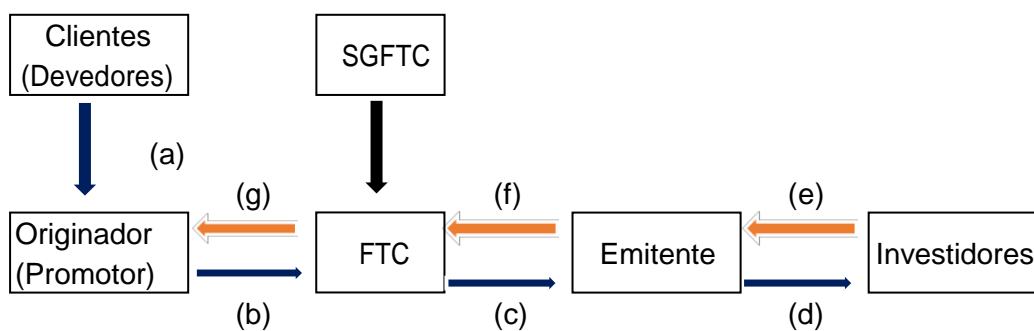 Clientes
(Devedores)
SGFTC
(a)
(g)
(f)
(e)
Originador
(Promotor)
FTC
Emitente
Investidores
(b)
(c)
(d)